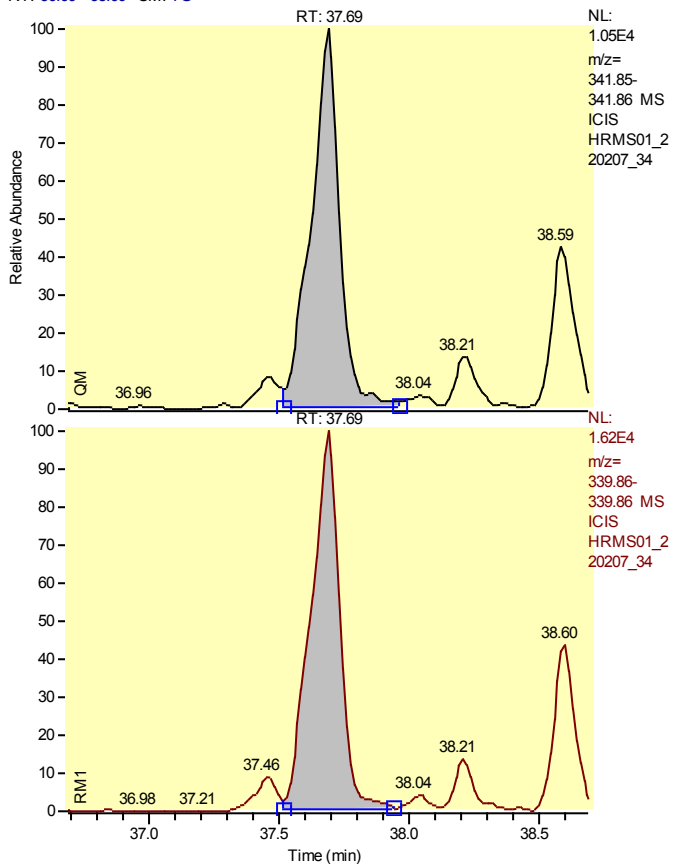 RT: 37.69
NL:
1.05E4
m/z=
341.85-
341.86 MS
ICIS
HRMS01_2
20207_34
100
90
80
70
60
50
40
30
20
10
0
Relative Abundance
QM
36.96
38.04
38.21
38.59
RT: 37.69
NL:
1.62E4
m/z=
339.86-
339.86 MS
ICIS
HRMS01_2
20207_34
100
90
80
70
60
50
40
30
20
10
0
RM1
36.98
37.21
37.46
38.04
38.21
38.60
37.0
37.5
38.0
38.5
Time (min)